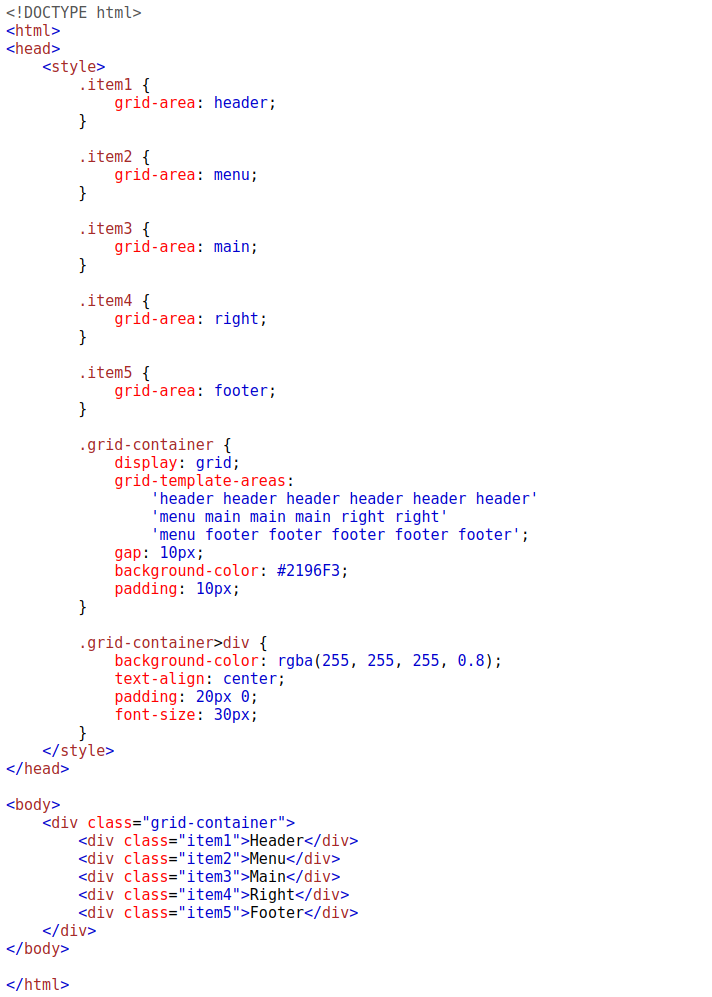 <!DOCTYPE html>
<html>
<head>
    <style>
        .item1 {
            grid-area: header;
        }

        .item2 {
            grid-area: menu;
        }

        .item3 {
            grid-area: main;
        }

        .item4 {
            grid-area: right;
        }

        .item5 {
            grid-area: footer;
        }

        .grid-container {
            display: grid;
            grid-template-areas:
                'header header header header header header'
                'menu main main main right right'
                'menu footer footer footer footer footer';
            gap: 10px;
            background-color: #2196F3;
            padding: 10px;
        }

        .grid-container>div {
            background-color: rgba(255, 255, 255, 0.8);
            text-align: center;
            padding: 20px 0;
            font-size: 30px;
        }
    </style>
</head>

<body>
    <div class="grid-container">
        <div class="item1">Header</div>
        <div class="item2">Menu</div>
        <div class="item3">Main</div>
        <div class="item4">Right</div>
        <div class="item5">Footer</div>
    </div>
</body>

</html>